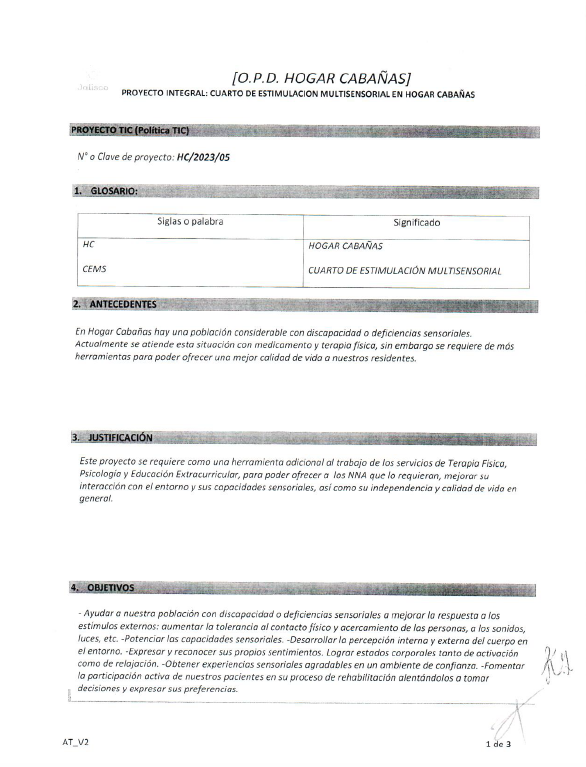 Jalisco
[O.P.D. HOGAR CABAÑAS]
PROYECTO INTEGRAL: CUARTO DE ESTIMULACION MULTISENSORIAL EN HOGAR CABAÑAS
PROYECTO TIC (Política TIC)
N° o Clave de proyecto: HC/2023/05
1. GLOSARIO:
Siglas o palabra Significado
HC HOGAR CABAÑAS
CEMS CUARTO DE ESTIMULACIÓN MULTISENSORIAL
2. ANTECEDENTES
En Hogar Cabañas hay una población considerable con discapacidad o deficiencias sensoriales.
Actualmente se atiende esta situación con medicamento y terapia física, sin embargo se requiere de más
herramientas para poder ofrecer una mejor calidad de vida a nuestros residentes.
3. JUSTIFICACIÓN
Este proyecto se requiere como una herramienta adicional al trabajo de los servicios de Terapia Física,
Psicología y Educación Extracurricular, para poder ofrecer a los NNA que lo requieran, mejorar su
interacción con el entorno y sus capacidades sensoriales, así como su independencia y calidad de vida en
general.
4. OBJETIVOS
- Ayudar a nuestra población con discapacidad o deficiencias sensoriales a mejorar la respuesta a los
estímulos externos: aumentar la tolerancia al contacto físico y acercamiento de las personas, a los sonidos,
luces, etc. -Potenciar las capacidades sensoriales. -Desarrollar la percepción interna y externa del cuerpo en
el entorno. -Expresar y reconocer sus propios sentimientos. Lograr estados corporales tanto de activación
como de relajación. -Obtener experiencias sensoriales agradables en un ambiente de confianza. -Fomentar
la participación activa de nuestros pacientes en su proceso de rehabilitación alentándolos a tomar
decisiones y expresar sus preferencias.
AT_V2
1 de 3